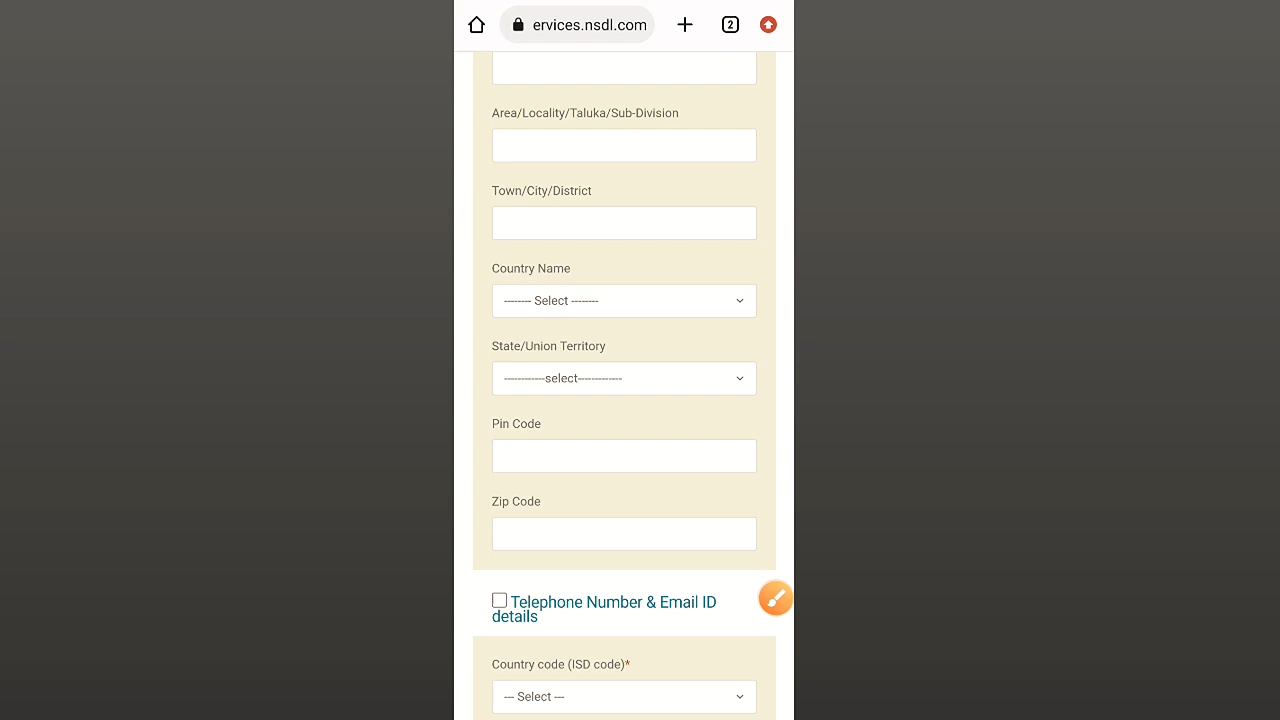 ervices.nsdl.com
2
Area/Locality/Taluka/Sub-Division
Town/City/District
Country Name
-------- Select --------
State/Union Territory
------------select-------------
Pin Code
Zip Code
Telephone Number & Email ID
details
Country code (ISD code)*
--- Select ---